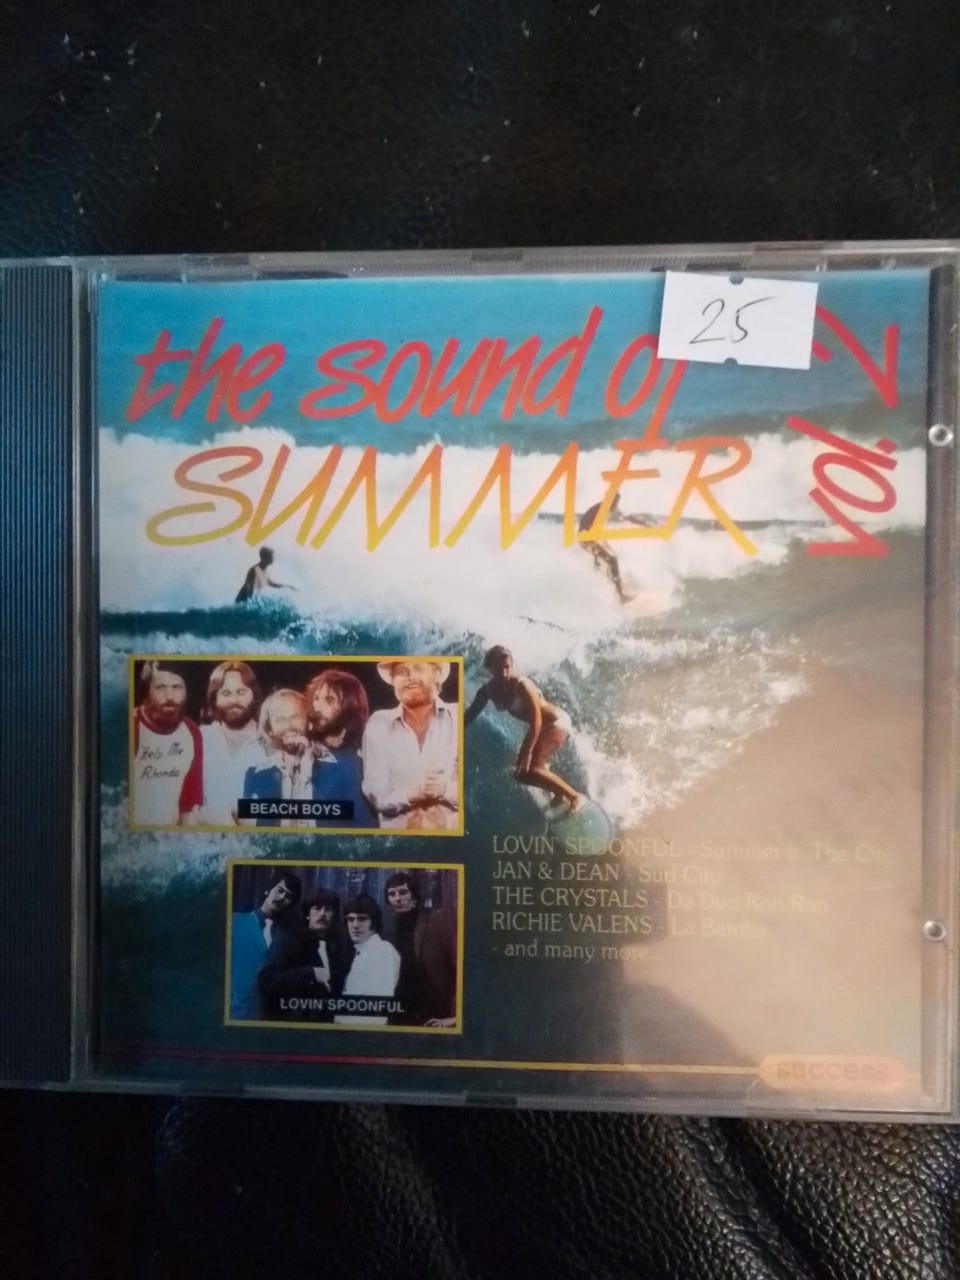 25
the sound of
SUMMER
vol. 2
Help Me
Rhonda
BEACH BOYS
LOVIN' SPOONFUL
LOVIN' SPOONFUL - Summer In The City
JAN & DEAN - Surf City
THE CRYSTALS - Da Doo Ron Ron
RICHIE VALENS - La Bamba
- and many more...
success